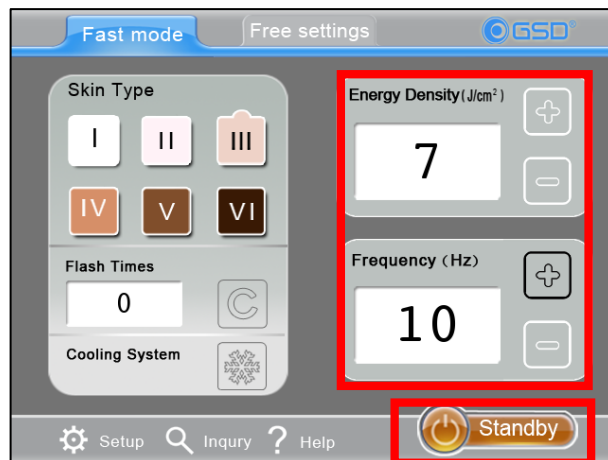 Fast mode
Free settings
GSD®
Skin Type
I II III
IV V VI
Flash Times
0
C
Cooling System
Energy Density(J/cm²)
7
Frequency (Hz)
10
Setup Inqury ? Help
Standby